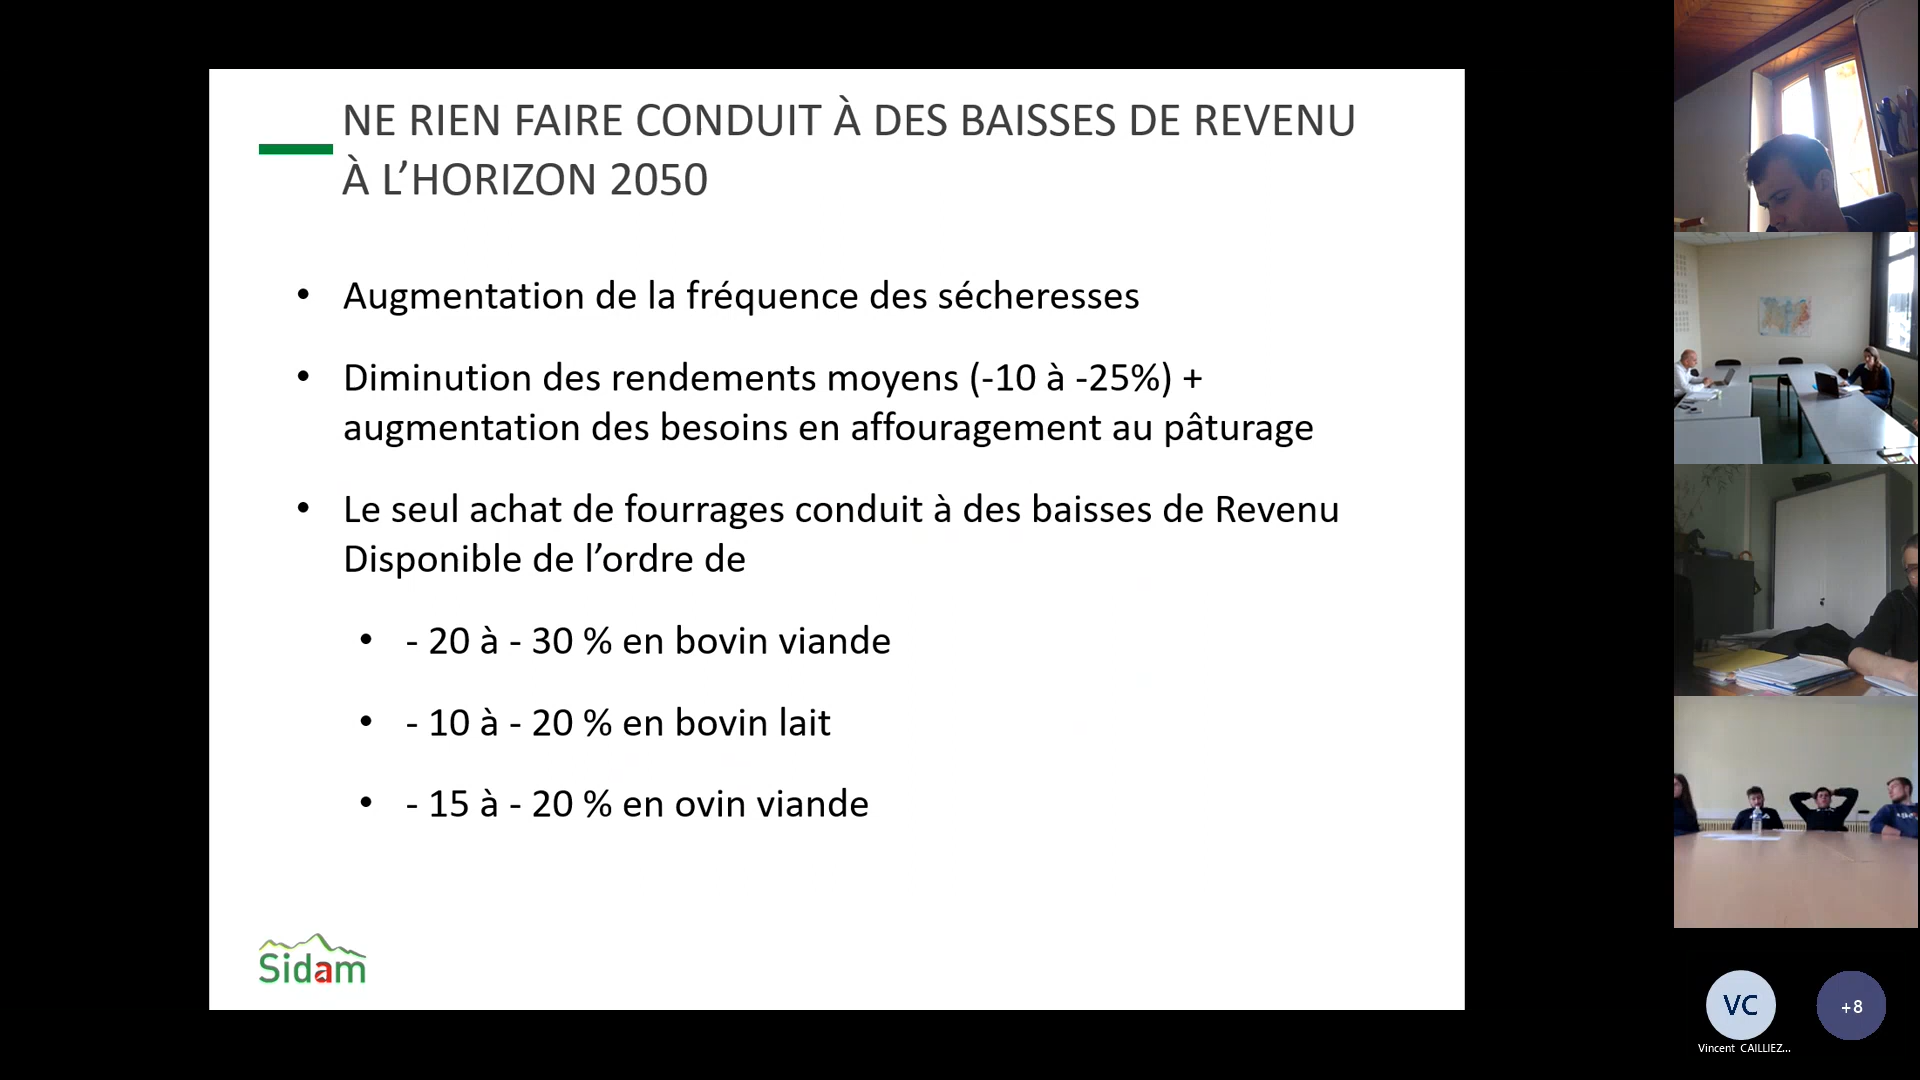 NE RIEN FAIRE CONDUIT À DES BAISSES DE REVENU
À L’HORIZON 2050
• Augmentation de la fréquence des sécheresses
• Diminution des rendements moyens (-10 à -25%) +
augmentation des besoins en affouragement au pâturage
• Le seul achat de fourrages conduit à des baisses de Revenu
Disponible de l’ordre de
• - 20 à - 30 % en bovin viande
• - 10 à - 20 % en bovin lait
• - 15 à - 20 % en ovin viande
Sidam
VC
+8
Vincent CAILLIEZ...